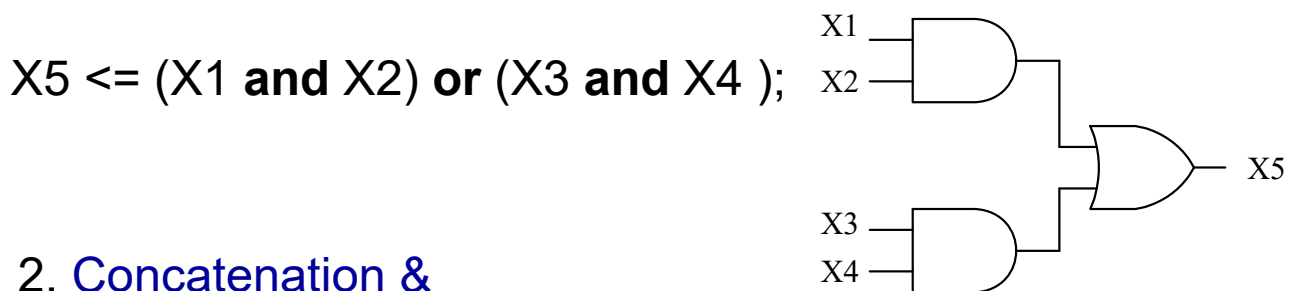 X1
X5 <= (X1 and X2) or (X3 and X4 );
X2
X5
X3
X4
2. Concatenation &